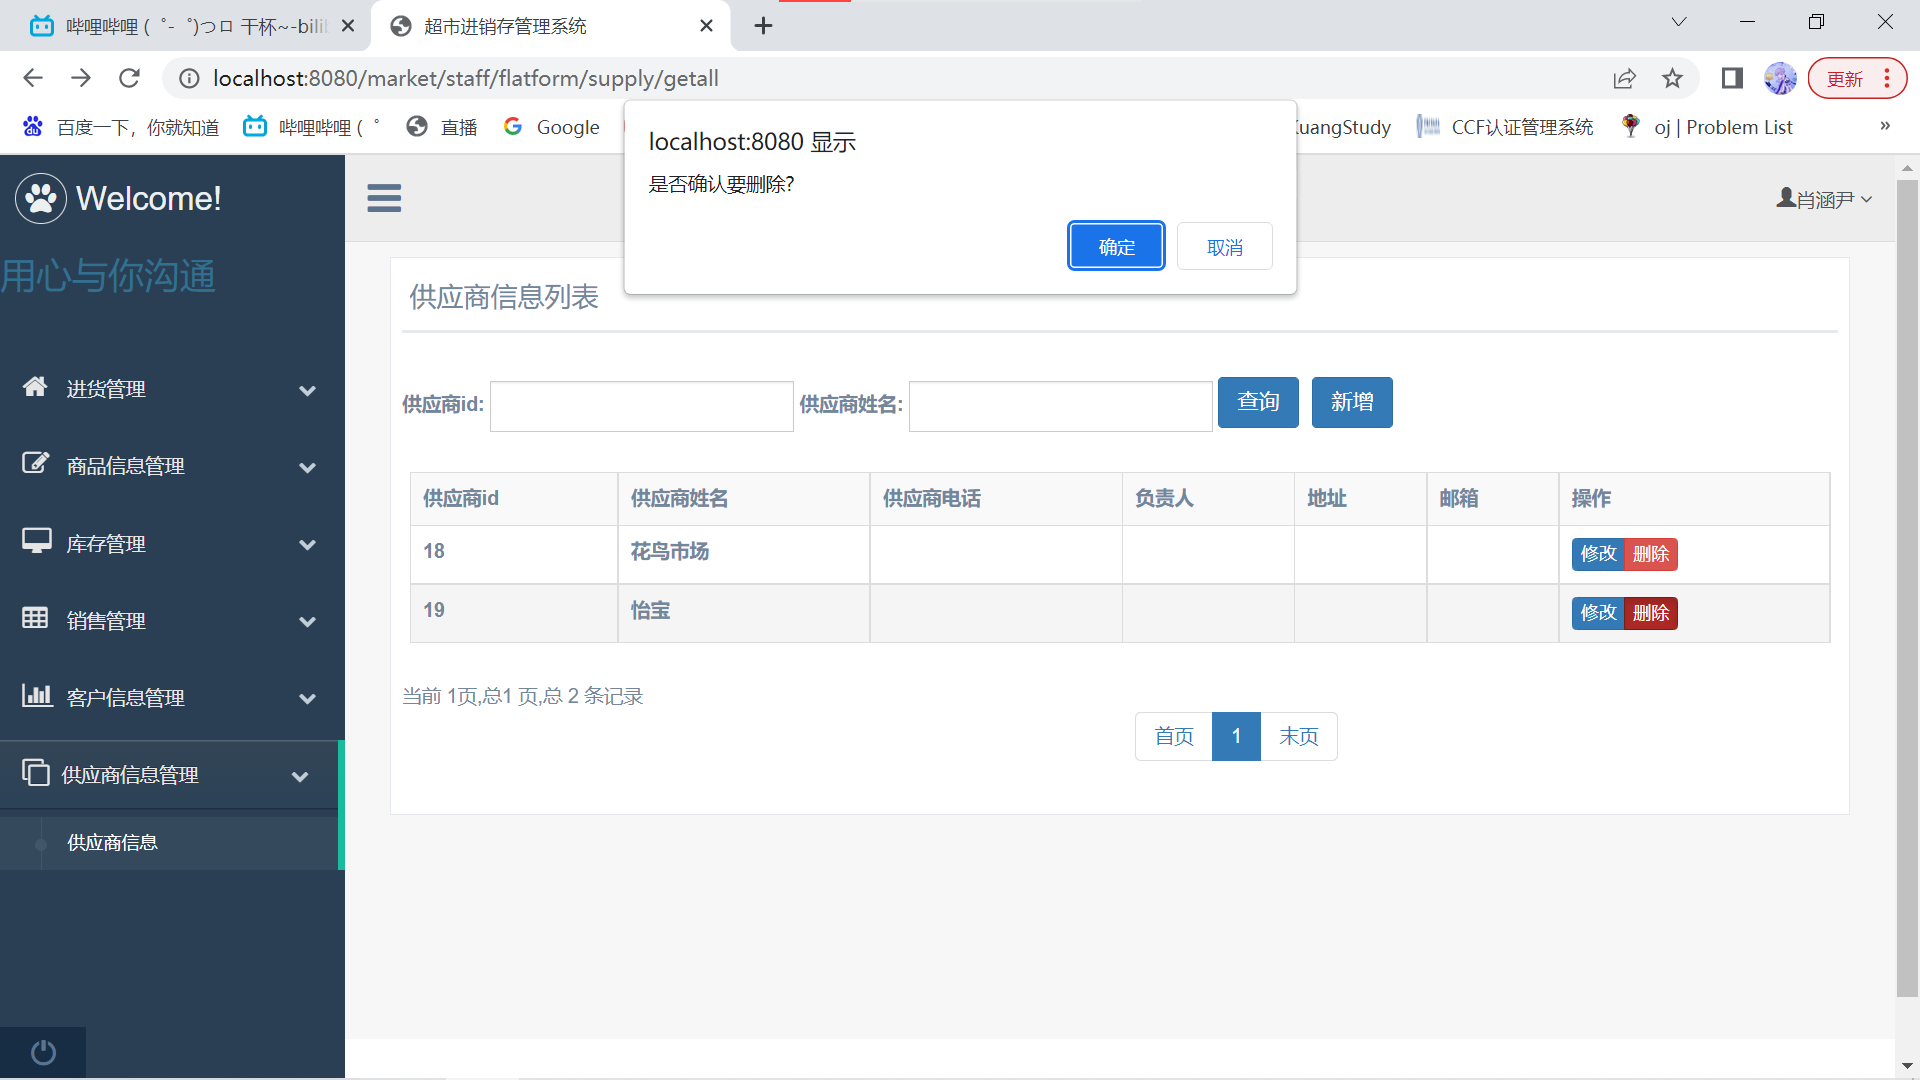 哔哩哔哩 (゜-゜)つロ 干杯~-bili
超市进销存管理系统
localhost:8080/market/staff/flatform/supply/getall
更新
百度一下，你就知道
哔哩哔哩 (゜
直播
Google
KuangStudy
CCF认证管理系统
oj | Problem List
»
localhost:8080 显示
是否确认要删除?
确定
取消
Welcome!
用心与你沟通
进货管理
商品信息管理
库存管理
销售管理
客户信息管理
供应商信息管理
供应商信息
肖涵尹
供应商信息列表
供应商id:
供应商姓名:
查询
新增
供应商id 供应商姓名 供应商电话 负责人 地址 邮箱 操作
18 花鸟市场 修改 删除
19 怡宝 修改 删除
当前 1页,总1 页,总 2 条记录
首页 1 末页